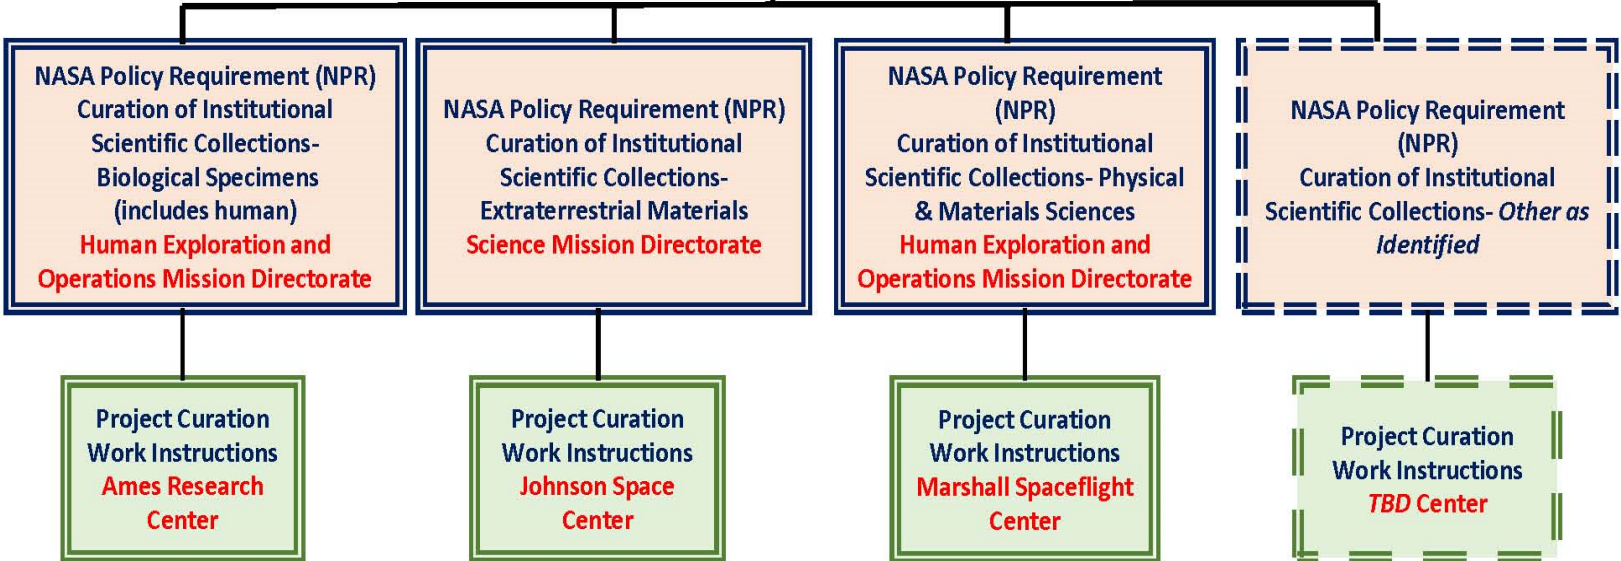 NASA Policy Requirement (NPR)
Curation of Institutional
Scientific Collections-
Biological Specimens
(includes human)
Human Exploration and
Operations Mission Directorate
NASA Policy Requirement (NPR)
Curation of Institutional
Scientific Collections-
Extraterrestrial Materials
Science Mission Directorate
NASA Policy Requirement
(NPR)
Curation of Institutional
Scientific Collections- Physical
& Materials Sciences
Human Exploration and
Operations Mission Directorate
NASA Policy Requirement
(NPR)
Curation of Institutional
Scientific Collections- Other as
Identified
Project Curation
Work Instructions
Ames Research
Center
Project Curation
Work Instructions
Johnson Space
Center
Project Curation
Work Instructions
Marshall Spaceflight
Center
Project Curation
Work Instructions
TBD Center